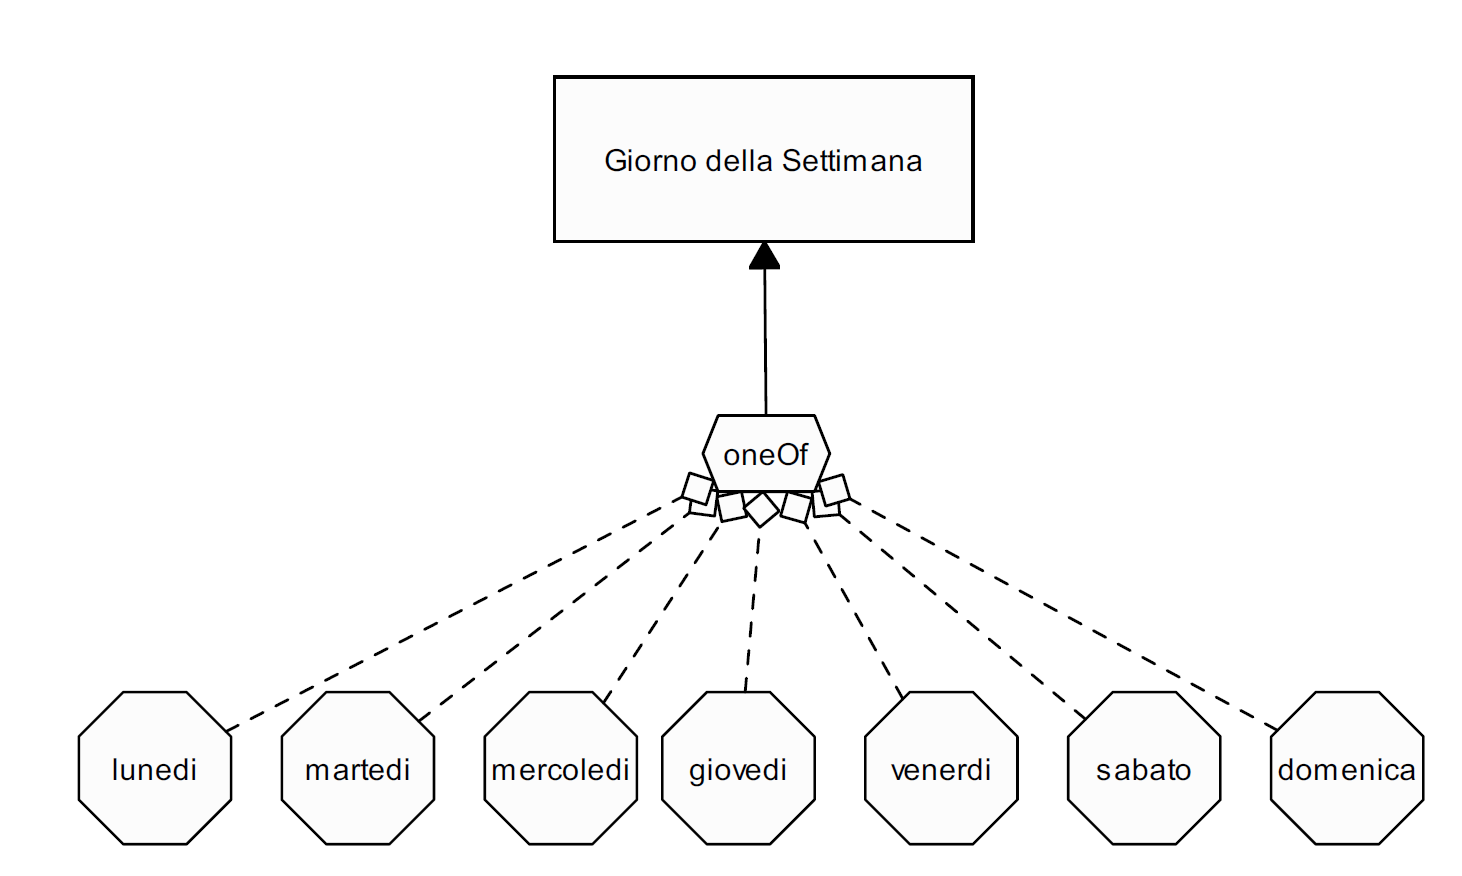 Giorno della Settimana
oneOf
lunedi
martedi
mercoledi
giovedi
venerdi
sabato
domenica